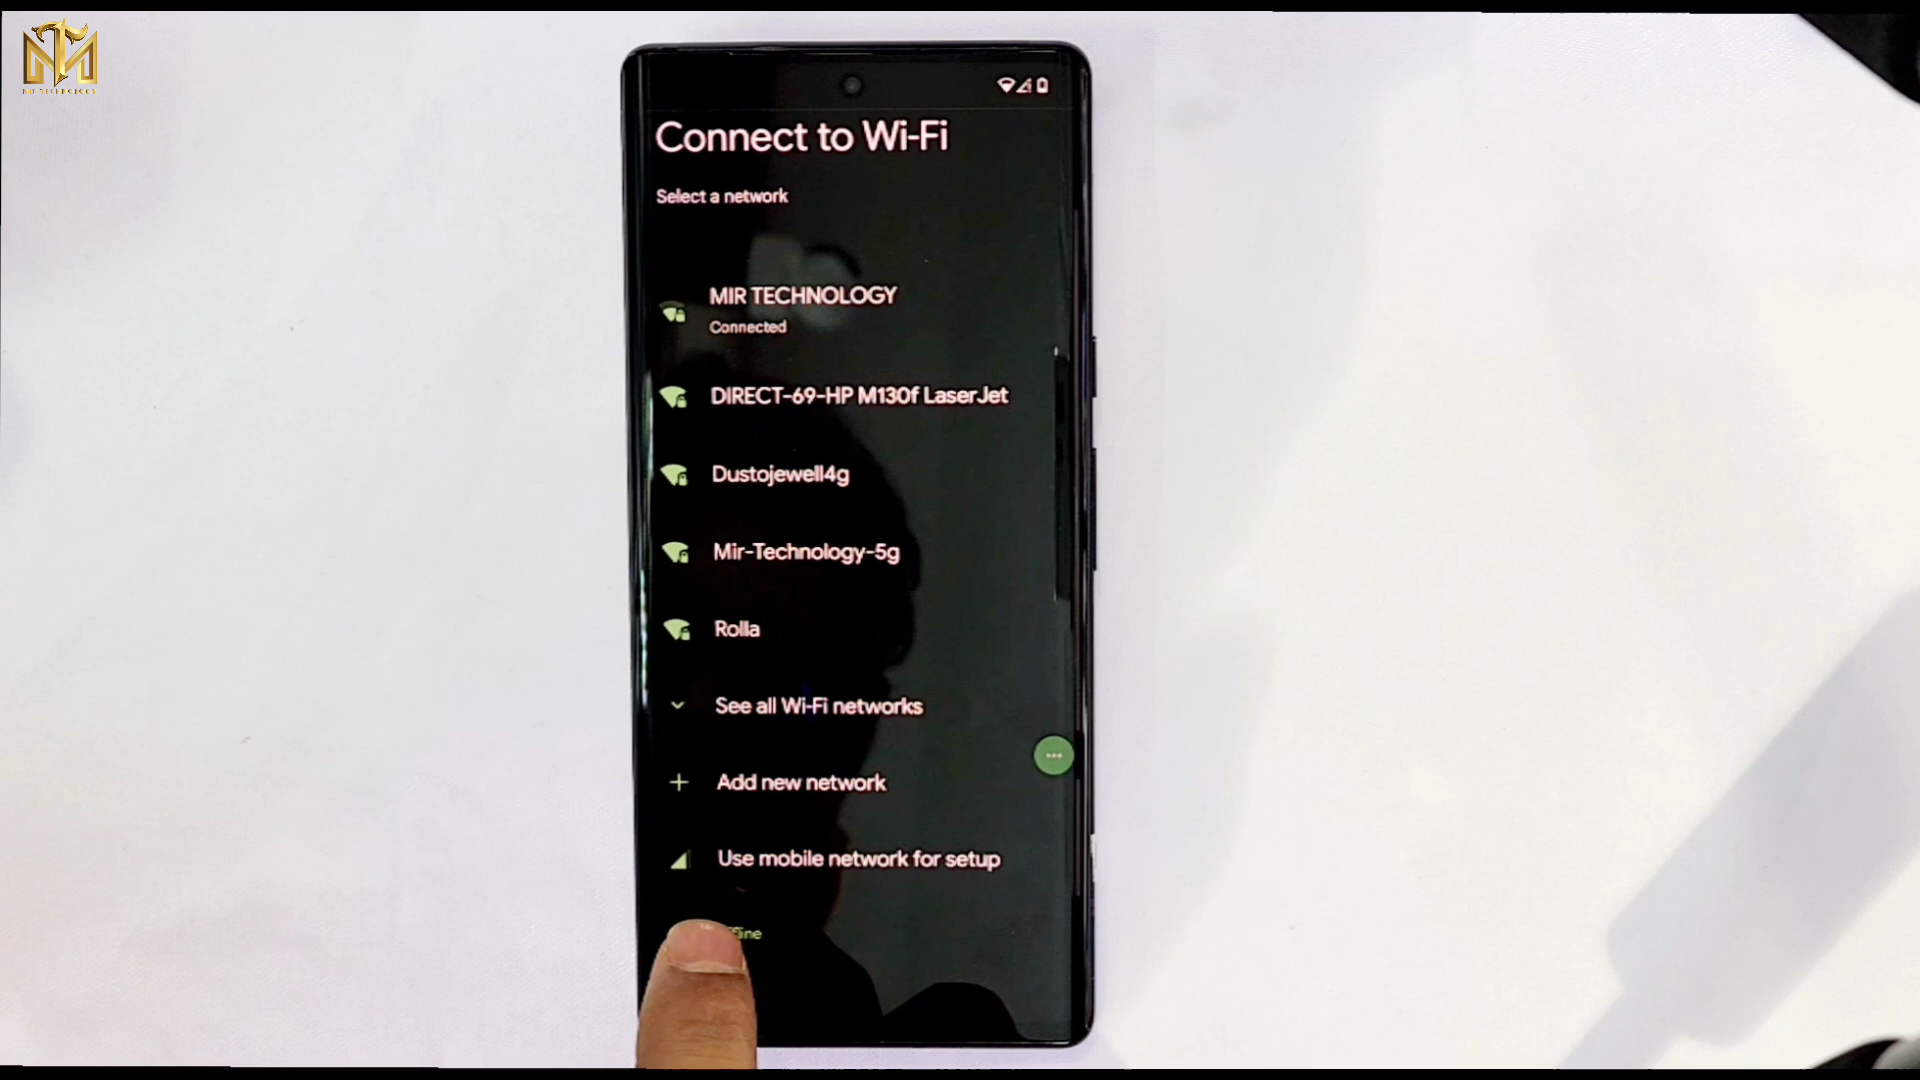 Connect to Wi-Fi
Select a network
MIR TECHNOLOGY
Connected
DIRECT-69-HP M130f LaserJet
Dustojewell4g
Mir-Technology-5g
Rolla
See all Wi-Fi networks
Add new network
Use mobile network for setup